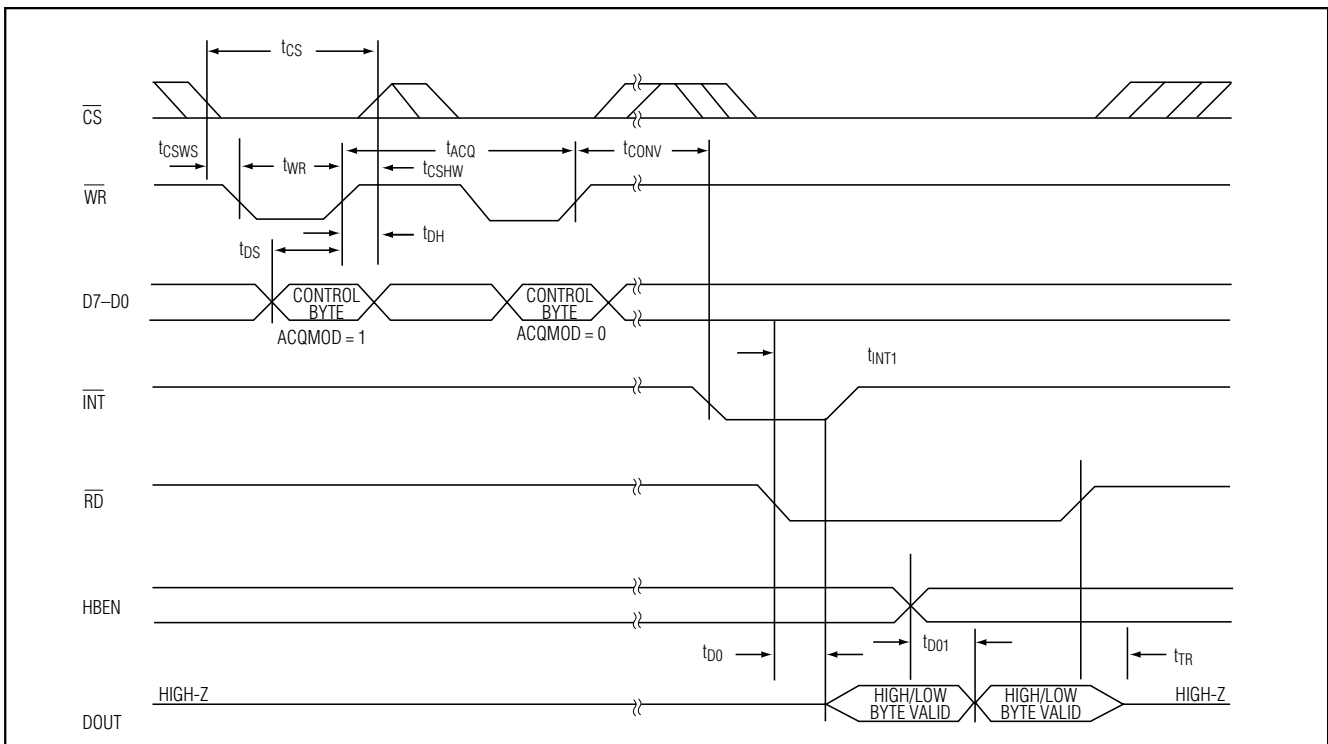 tCS
CS
tCSWS
tWR
tACQ
tCSHW
tCONV
WR
tDS
tDH
D7–D0
CONTROL
BYTE
ACQMOD = 1
CONTROL
BYTE
ACQMOD = 0
tINT1
INT
RD
HBEN
tD0
tD01
tTR
HIGH-Z
HIGH/LOW
BYTE VALID
HIGH/LOW
BYTE VALID
HIGH-Z
DOUT